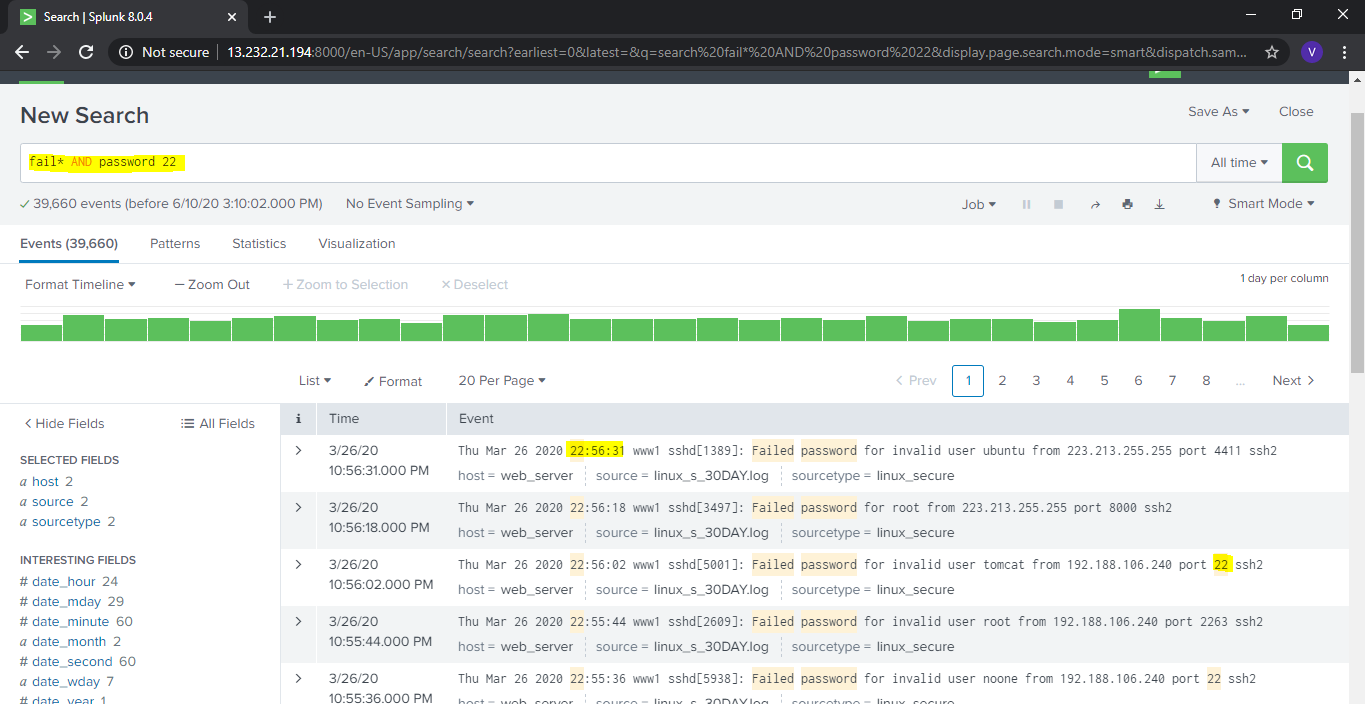 Search | Splunk 8.0.4
Not secure 13.232.21.194:8000/en-US/app/search/search?earliest=0&latest=&q=search%20fail*%20AND%20password%2022&display.page.search.mode=smart&dispatch.sam... V
New Search Save As Close
fail* AND password 22 All time
39,660 events (before 6/10/20 3:10:02.000 PM) No Event Sampling Job Smart Mode
Events (39,660) Patterns Statistics Visualization
Format Timeline — Zoom Out + Zoom to Selection × Deselect 1 day per column
List Format 20 Per Page < Prev 1 2 3 4 5 6 7 8 ... Next >
< Hide Fields All Fields i Time Event
SELECTED FIELDS
a host 2
a source 2
a sourcetype 2
INTERESTING FIELDS
# date_hour 24
# date_mday 29
# date_minute 60
a date_month 2
# date_second 60
a date_wday 7
# date_year 1
> 3/26/20 Thu Mar 26 2020 22:56:31 www1 sshd[1389]: Failed password for invalid user ubuntu from 223.213.255.255 port 4411 ssh2
10:56:31.000 PM host = web_server source = linux_s_30DAY.log sourcetype = linux_secure
> 3/26/20 Thu Mar 26 2020 22:56:18 www1 sshd[3497]: Failed password for root from 223.213.255.255 port 8000 ssh2
10:56:18.000 PM host = web_server source = linux_s_30DAY.log sourcetype = linux_secure
> 3/26/20 Thu Mar 26 2020 22:56:02 www1 sshd[5001]: Failed password for invalid user tomcat from 192.188.106.240 port 22 ssh2
10:56:02.000 PM host = web_server source = linux_s_30DAY.log sourcetype = linux_secure
> 3/26/20 Thu Mar 26 2020 22:55:44 www1 sshd[2609]: Failed password for invalid user root from 192.188.106.240 port 2263 ssh2
10:55:44.000 PM host = web_server source = linux_s_30DAY.log sourcetype = linux_secure
> 3/26/20 Thu Mar 26 2020 22:55:36 www1 sshd[5938]: Failed password for invalid user noone from 192.188.106.240 port 22 ssh2
10:55:36.000 PM host = web_server source = linux_s_30DAY.log sourcetype = linux_secure